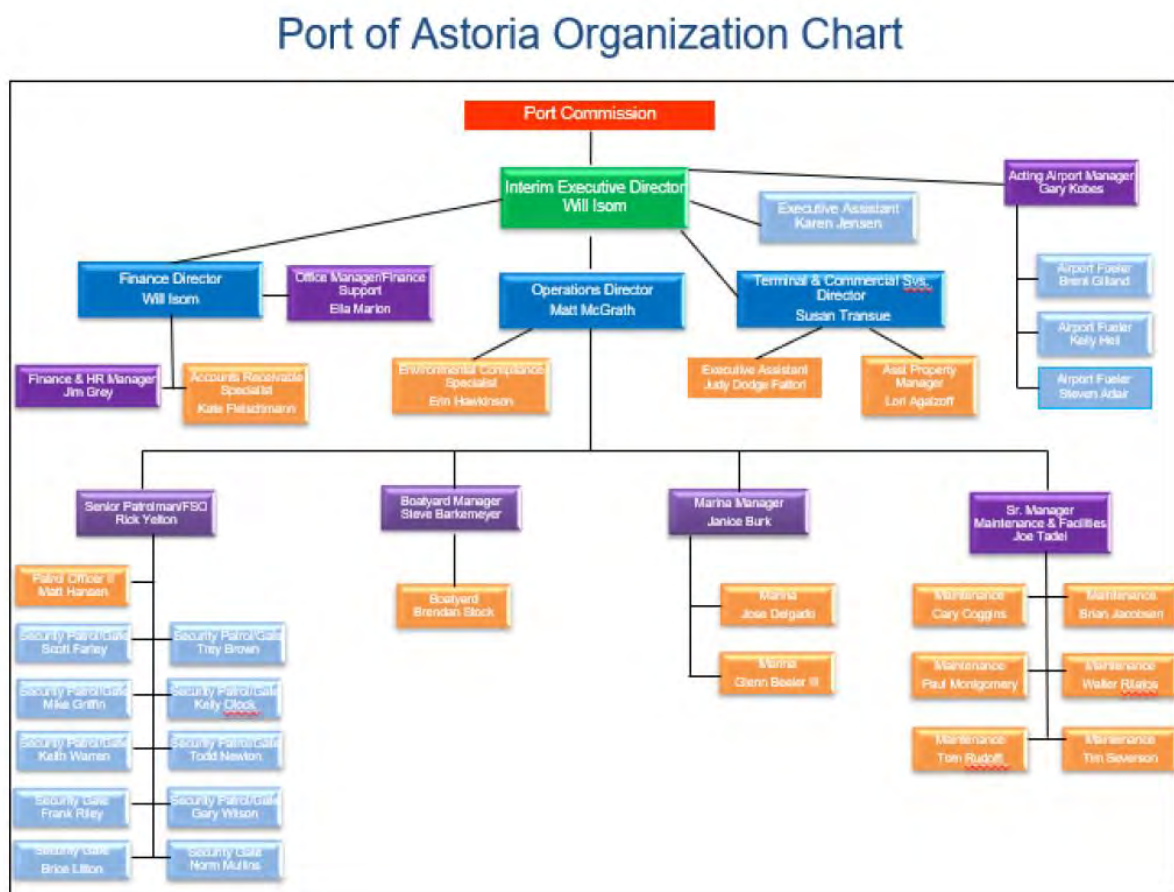 Port of Astoria Organization Chart
Port Commission
Interim Executive Director
Will Isom
Acting Airport Manager
Gary Kobes
Executive Assistant
Karen Jensen
Finance Director
Will Isom
Office Manager/Finance
Support
Ella Marion
Operations Director
Matt McGrath
Terminal & Commercial Svs.
Director
Susan Transue
Airport Fueler
Brent Gilland
Airport Fueler
Kelly
Airport Fueler
Steven Adair
Finance & HR Manager
Jim Grey
Accounts Receivable
Specialist
Kate Fleischmann
Environmental Compliance
Specialist
Erin Hawkinson
Executive Assistant
Judy Dodge
Asst Property
Manager
Lori Agalzoff
Senior Patrolman/FSO
Rick Yelton
Boatyard Manager
Steve Barkemeyer
Marina Manager
Janice Burk
Sr. Manager
Maintenance & Facilities
Joe Tadei
Patrol Officer II
Matt Hansen
Security Patrol/Gate
Scott Farley
Security Patrol/Gate
Troy Brown
Security Patrol/Gate
Mike Griffin
Security Patrol/Gate
Kelly
Security Patrol/Gate
Keith Warren
Security Patrol/Gate
Todd Newton
Security Gate
Frank Riley
Security Patrol/Gate
Gary Wilson
Security Gate
Brice
Security Gate
Norm Mullins
Boatyard
Brendan Stock
Marina
Jose Delgado
Marina
Glenn Beeler III
Maintenance
Cary Coggins
Maintenance
Brian Jacobsen
Maintenance
Paul Montgomery
Maintenance
Walter Rilatos
Maintenance
Tom Rudoff
Maintenance
Tim Severson